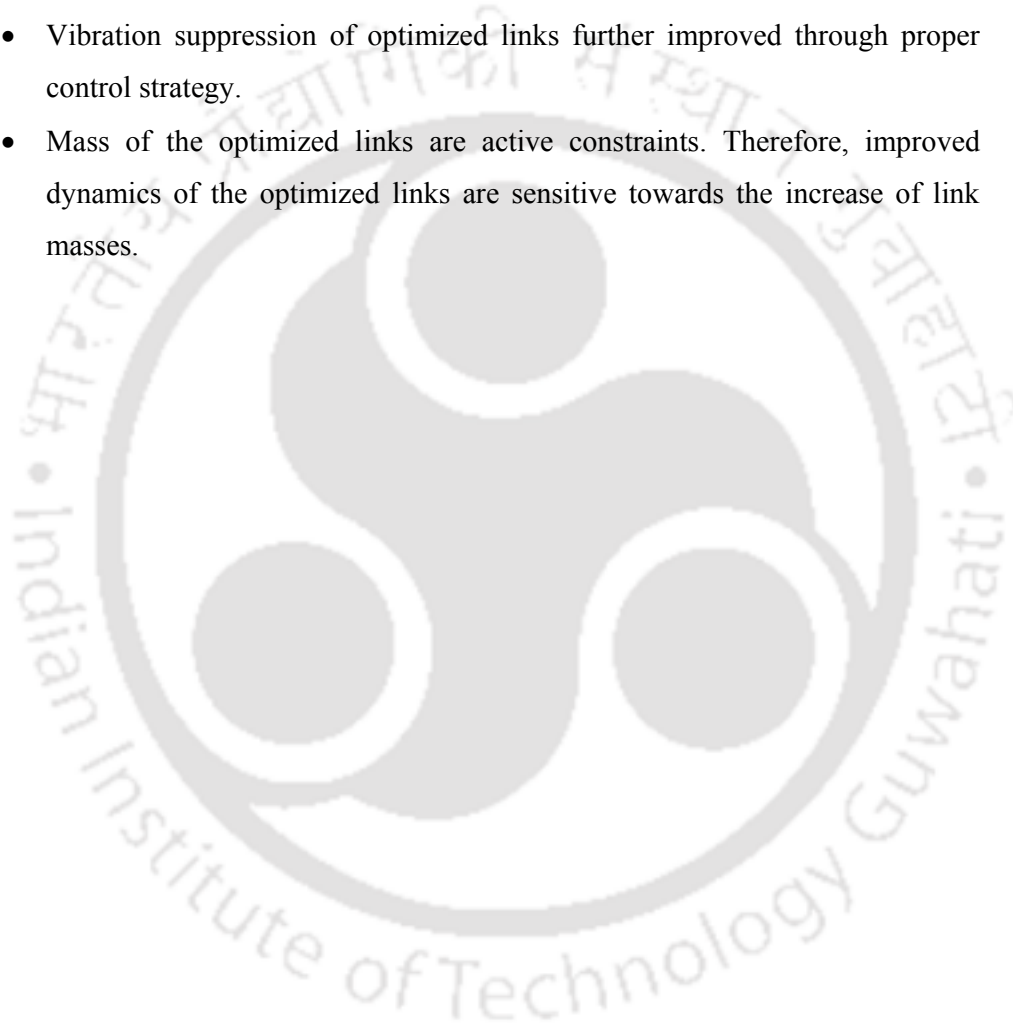 • Vibration suppression of optimized links further improved through proper
control strategy.
• Mass of the optimized links are active constraints. Therefore, improved
dynamics of the optimized links are sensitive towards the increase of link
masses.
भारतीय प्रौद्योगिकी संस्थान गुवाहाटी
• Indian Institute of Technology Guwahati •